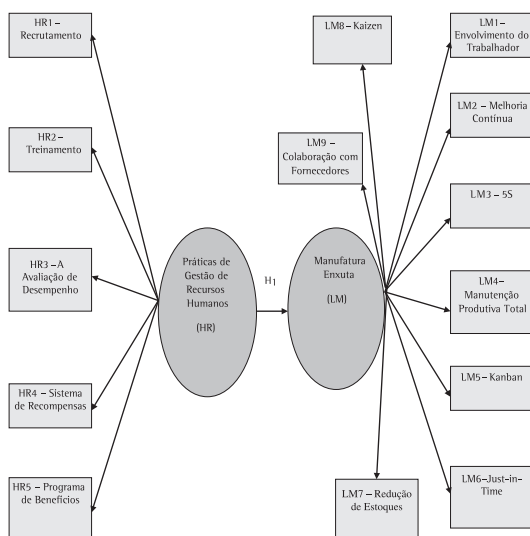 HR1 –
Recrutamento
HR2 –
Treinamento
HR3 – A
Avaliação de
Desempenho
HR4 – Sistema
de Recompensas
HR5 – Programa
de Benefícios
Práticas de
Gestão de
Recursos
Humanos
(HR)
H1
Manufatura
Enxuta
(LM)
LM8 – Kaizen
LM9 –
Colaboração com
Fornecedores
LM7 – Redução
de Estoques
LM1 –
Envolvimento do
Trabalhador
LM2 – Melhoria
Contínua
LM3 – 5S
LM4 –
Manutenção
Produtiva Total
LM5 – Kanban
LM6 – Just-in-
Time